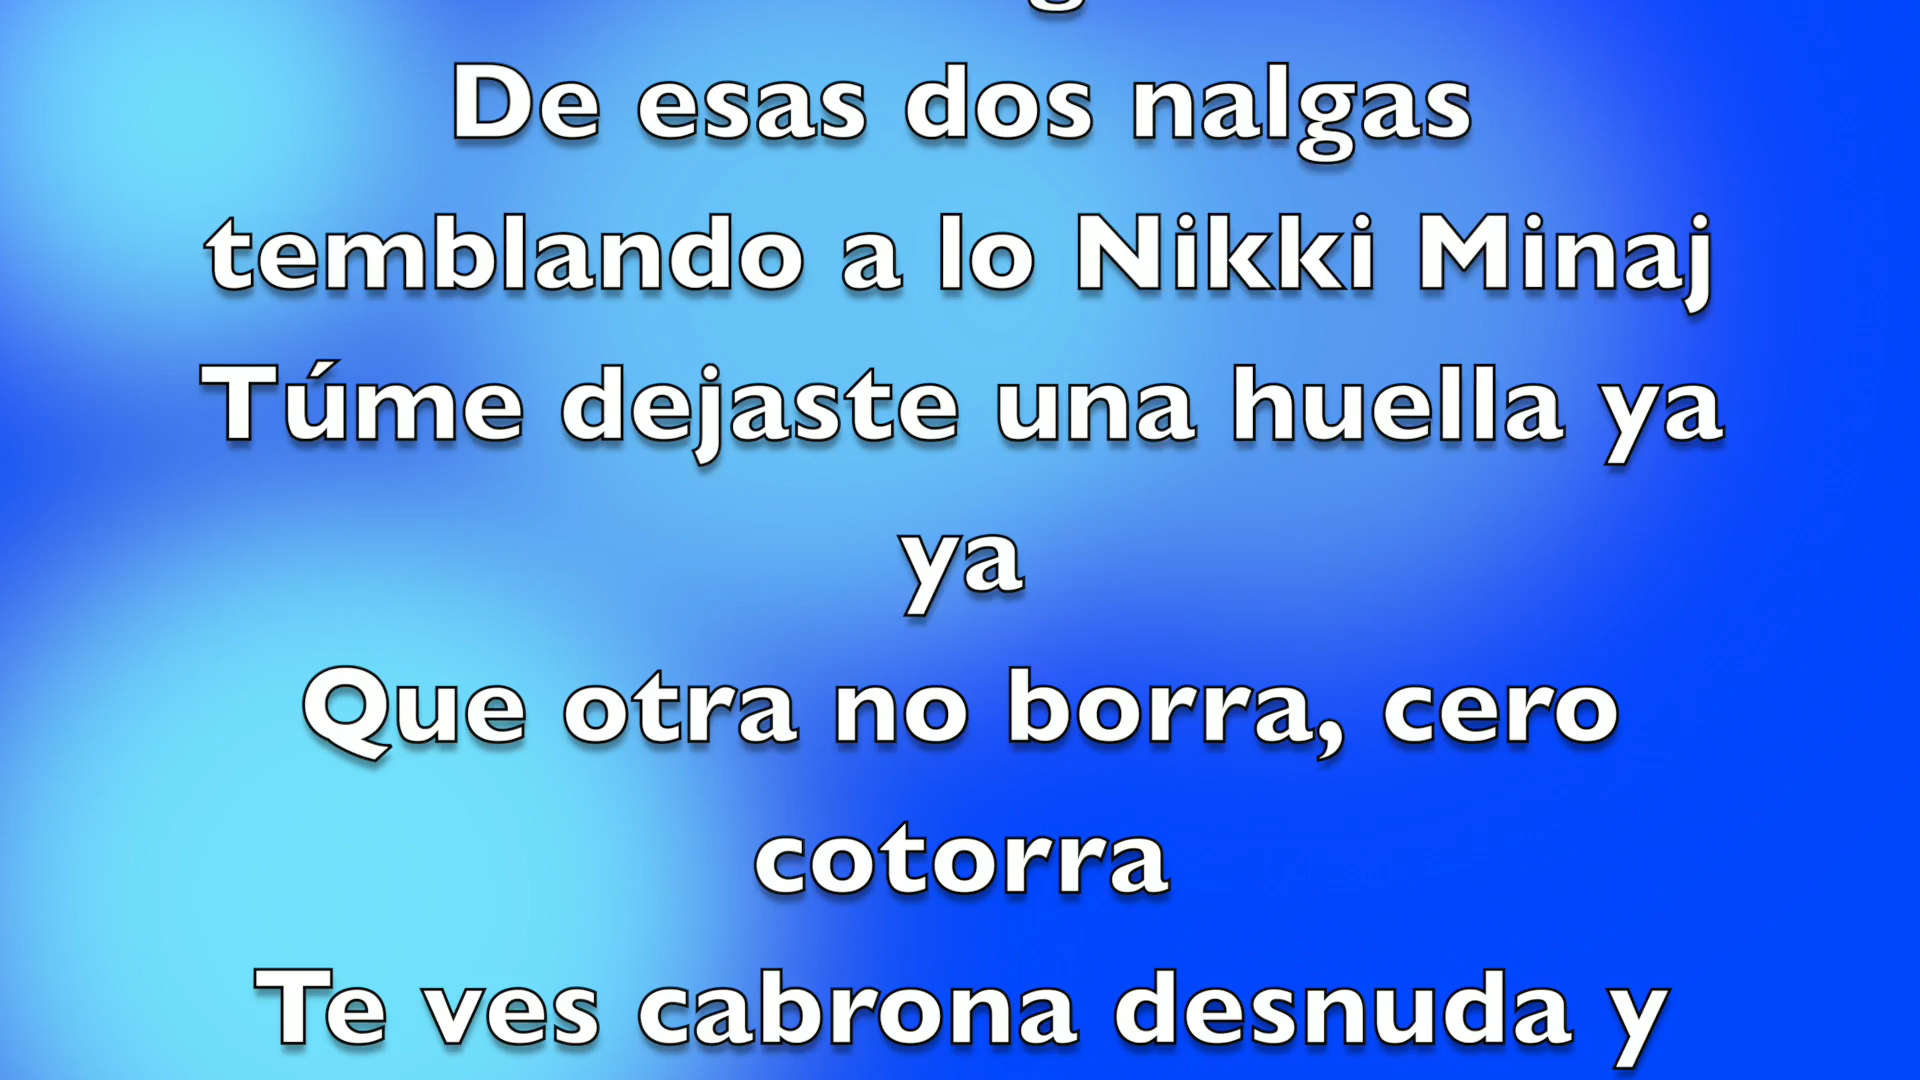 De esas dos nalgas
temblando a lo Nikki Minaj
Túme dejaste una huella ya
ya
Que otra no borra, cero
cotorra
Te ves cabrona desnuda y